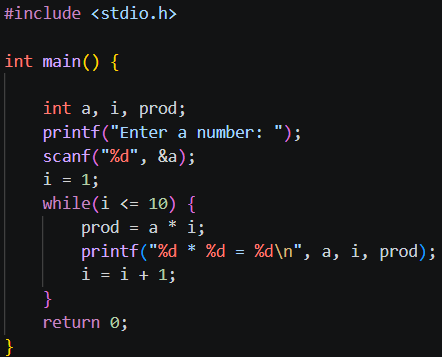 #include <stdio.h>
int main() {
int a, i, prod;
printf("Enter a number: ");
scanf("%d", &a);
i = 1;
while(i <= 10) {
prod = a * i;
printf("%d * %d = %d\n", a, i, prod);
i = i + 1;
}
return 0;
}